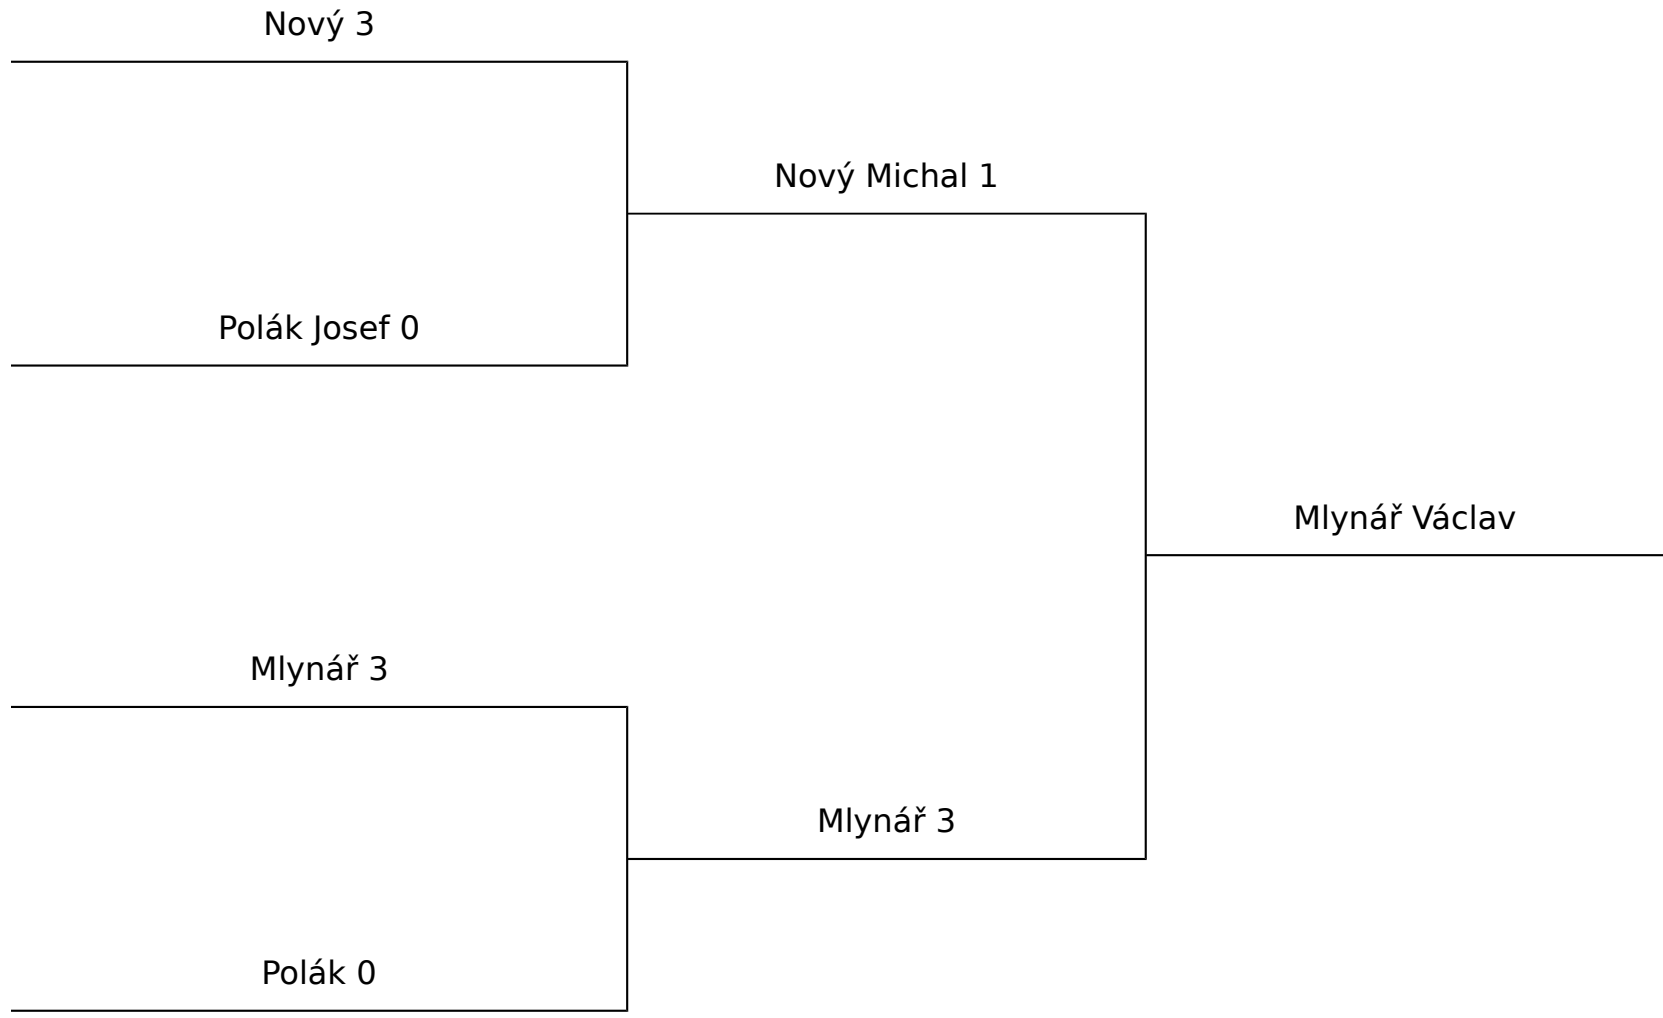 Nový 3
Nový Michal 1
Polák Josef 0
Mlynář Václav
Mlynář 3
Mlynář 3
Polák 0